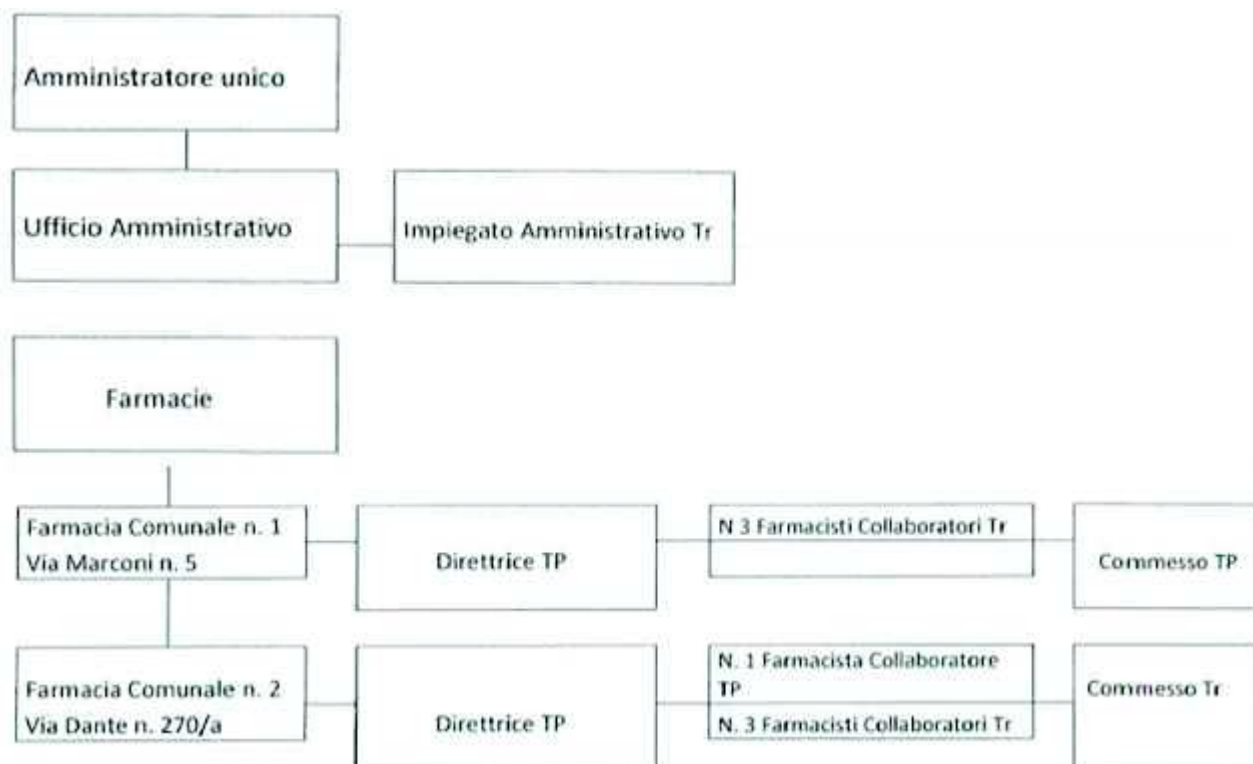 Amministratore unico
Ufficio Amministrativo
Impiegato Amministrativo Tr
Farmacie
Farmacia Comunale n. 1
Via Marconi n. 5
Direttrice TP
N 3 Farmacisti Collaboratori Tr
Commesso TP
Farmacia Comunale n. 2
Via Dante n. 270/a
Direttrice TP
N. 1 Farmacista Collaboratore
TP
N. 3 Farmacisti Collaboratori Tr
Commesso Tr